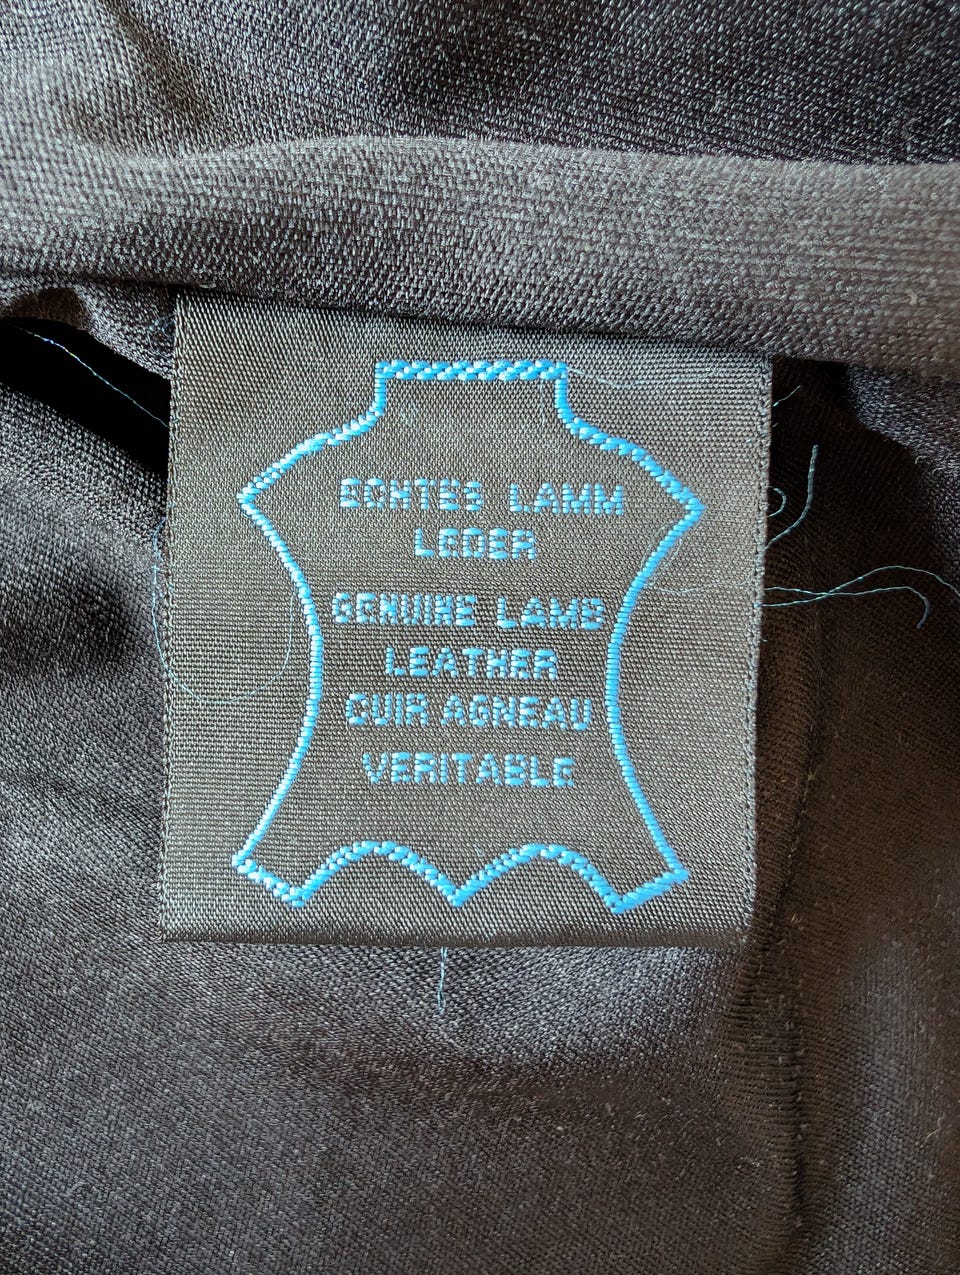 ECHTES LAMM
LEDER
GENUINE LAMB
LEATHER
CUIR AGNEAU
VERITABLE